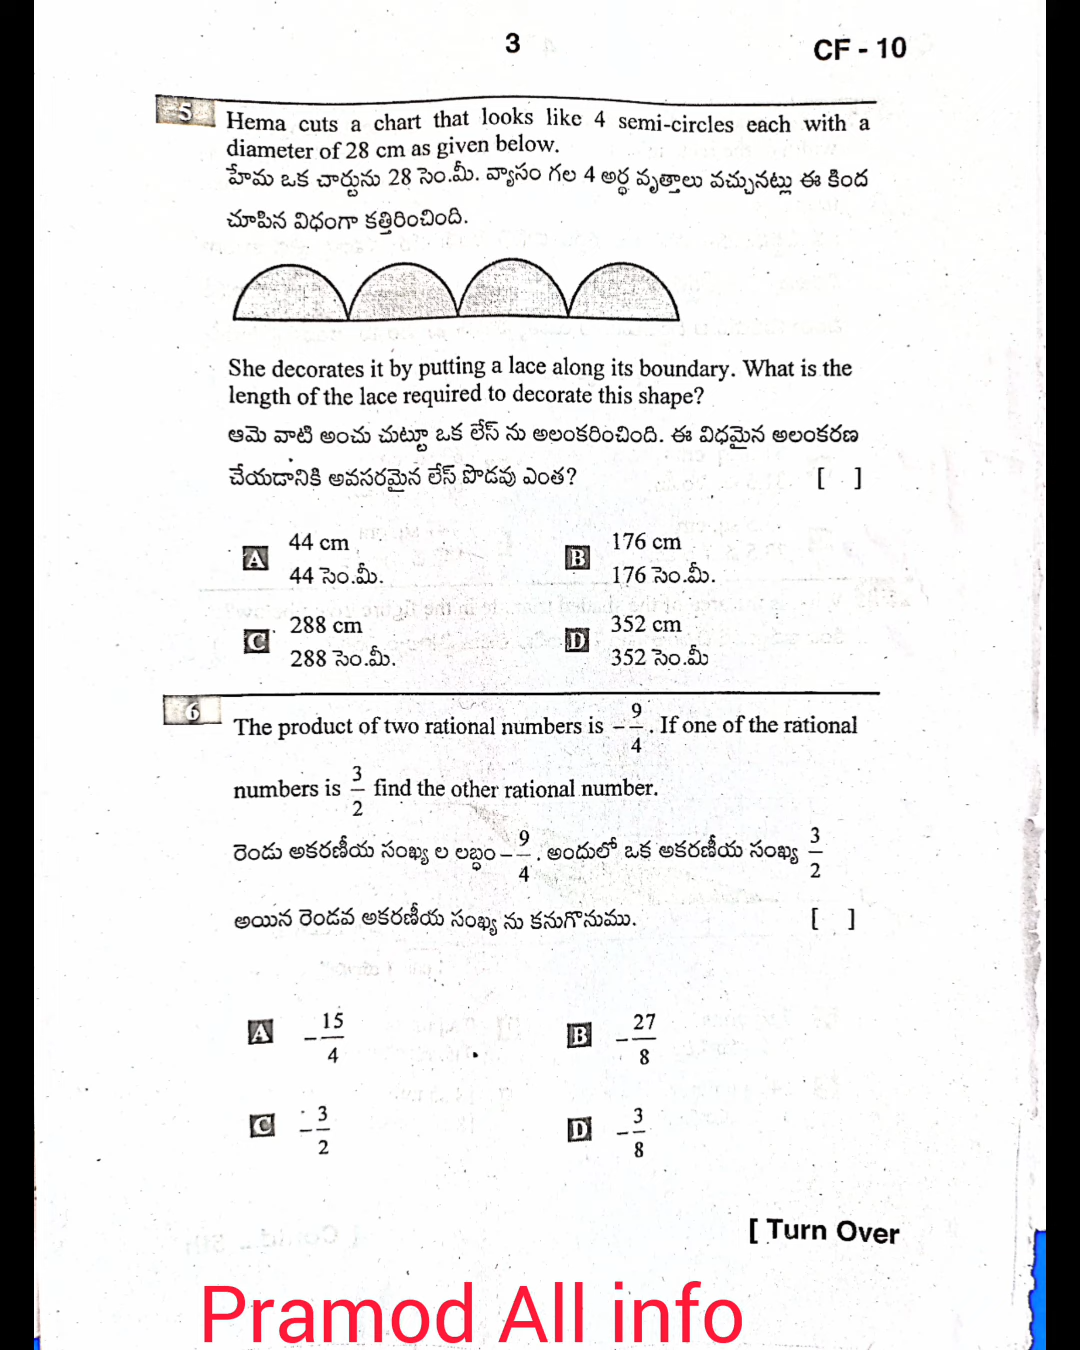 3
CF - 10
5 Hema cuts a chart that looks like 4 semi-circles each with a
diameter of 28 cm as given below.
హేమ ఒక చార్టును 28 సెం.మీ. వ్యాసం గల 4 అర్ధ వృత్తాలు వచ్చునట్లు ఈ కింద
చూపిన విధంగా కత్తిరించింది.
She decorates it by putting a lace along its boundary. What is the
length of the lace required to decorate this shape?
ఆమె వాటి అంచు చుట్టూ ఒక లేస్ ను అలంకరించింది. ఈ విధమైన అలంకరణ
చేయడానికి అవసరమైన లేస్ పొడవు ఎంత? [ ]
A 44 cm B 176 cm
44 సెం.మీ. 176 సెం.మీ.
C 288 cm D 352 cm
288 సెం.మీ. 352 సెం.మీ
6 The product of two rational numbers is -9/4. If one of the rational
numbers is 3/2 find the other rational number.
రెండు అకరణీయ సంఖ్య ల లబ్ధం -9/4. అందులో ఒక అకరణీయ సంఖ్య 3/2
అయిన రెండవ అకరణీయ సంఖ్య ను కనుగొనుము. [ ]
A -15/4 B -27/8
C -3/2 D -3/8
[ Turn Over
Pramod All info